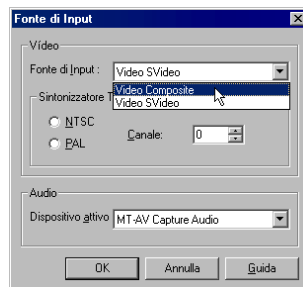 Fonte di Input
Vídeo
Fonte di Input : Video SVideo
Video Composite
Sintonizzatore T
Video SVideo
NTSC
Canale: 0
PAL
Audio
Dispositivo attivo MT-AV Capture Audio
OK Annulla Guida